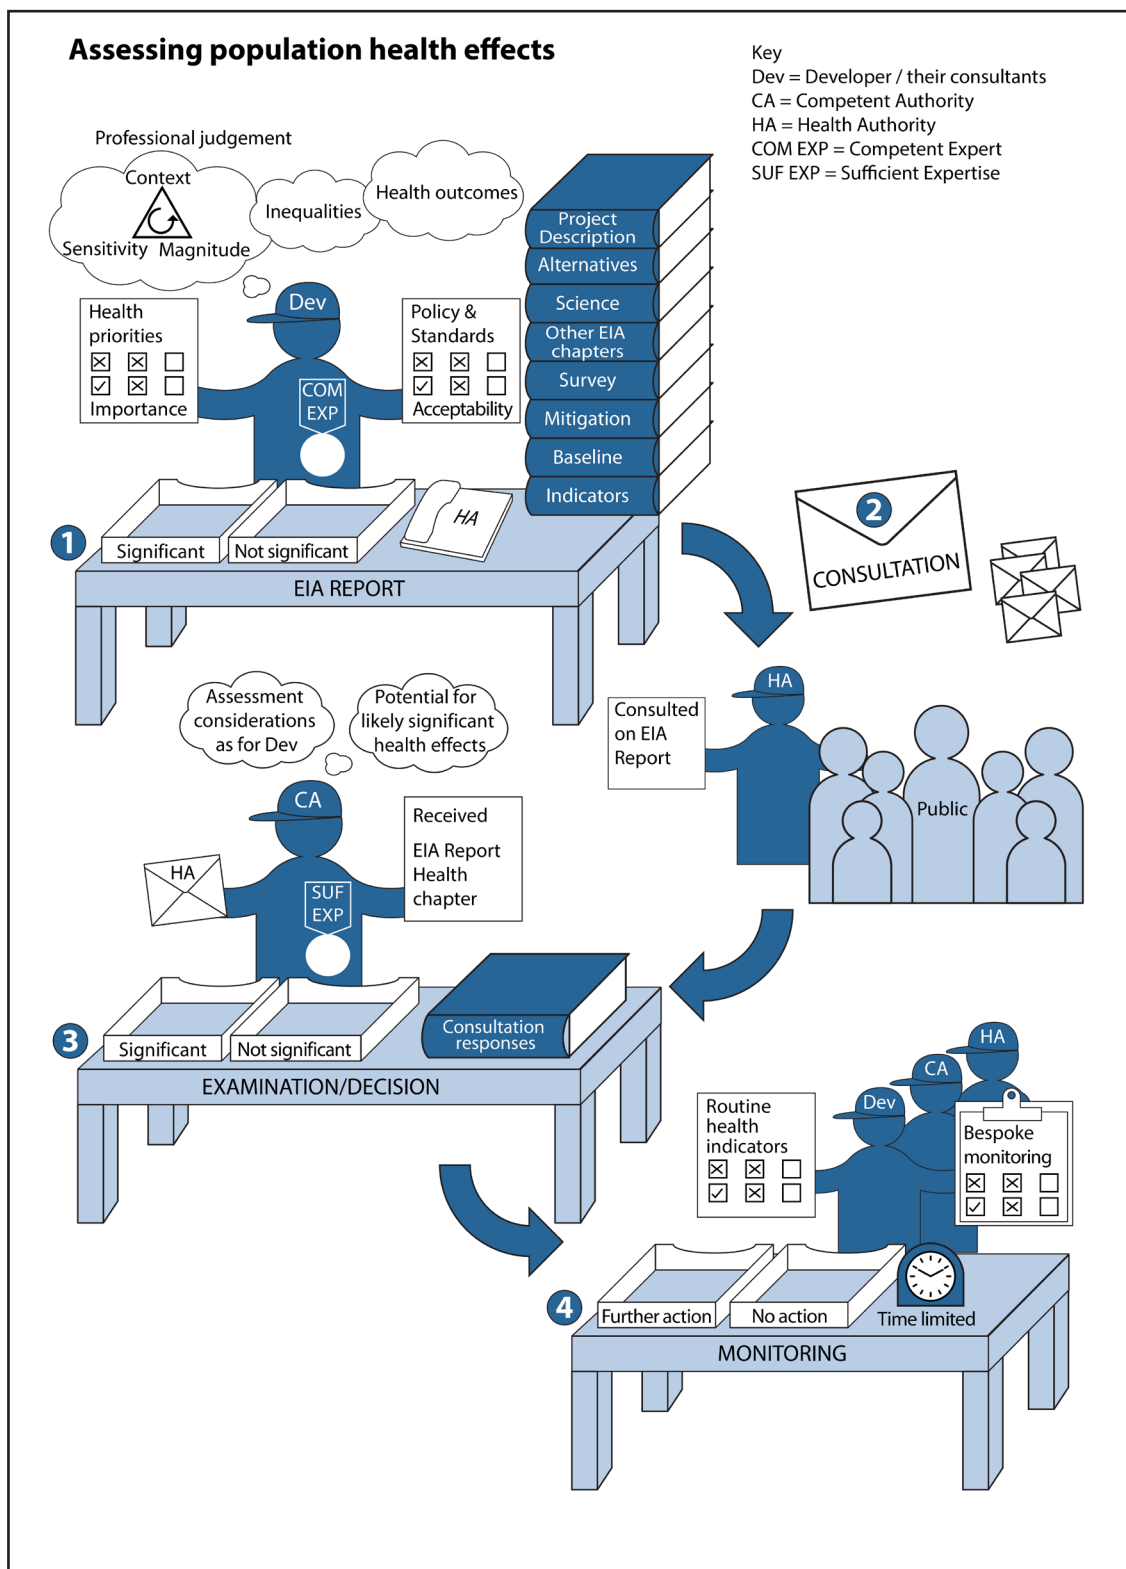 Assessing population health effects
Key
Dev = Developer / their consultants
CA = Competent Authority
HA = Health Authority
COM EXP = Competent Expert
SUF EXP = Sufficient Expertise
Professional judgement
Context
Sensitivity
Magnitude
Inequalities
Health outcomes
Dev
Health
priorities
Importance
COM
EXP
Policy &
Standards
Acceptability
Project
Description
Alternatives
Science
Other EIA
chapters
Survey
Mitigation
Baseline
Indicators
1
Significant
Not significant
HA
EIA REPORT
2
CONSULTATION
HA
Consulted
on EIA
Report
Public
Assessment
considerations
as for Dev
Potential for
likely significant
health effects
CA
HA
SUF
EXP
Received
EIA Report
Health
chapter
3
Significant
Not significant
Consultation
responses
EXAMINATION/DECISION
HA
CA
Dev
Routine
health
indicators
Bespoke
monitoring
4
Further action
No action
Time limited
MONITORING